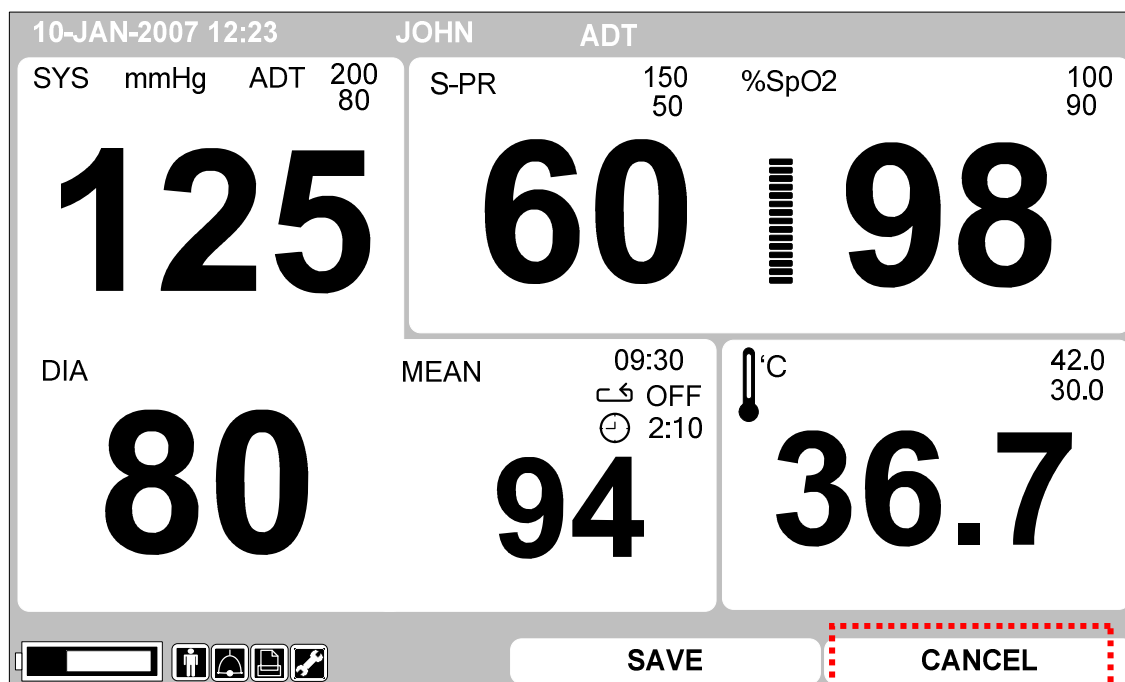 10-JAN-2007 12:23 JOHN ADT
SYS mmHg ADT 200
80
125
S-PR 150
50
60
%SpO2 100
90
98
DIA
80
MEAN 09:30
OFF
2:10
94
‘C 42.0
30.0
36.7
SAVE CANCEL